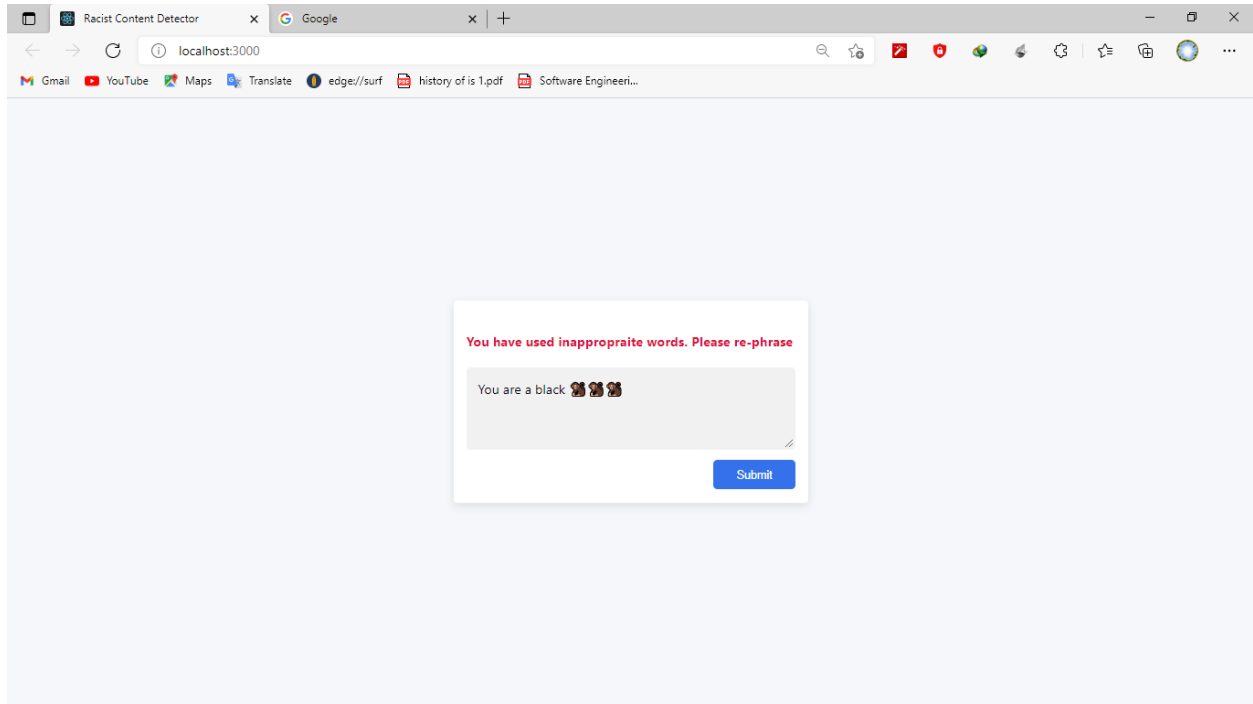 Racist Content Detector
Google
localhost:3000
Gmail
YouTube
Maps
Translate
edge://surf
history of is 1.pdf
Software Engineeri...
You have used inappropraite words. Please re-phrase
You are a black 🦍🦍🦍
Submit